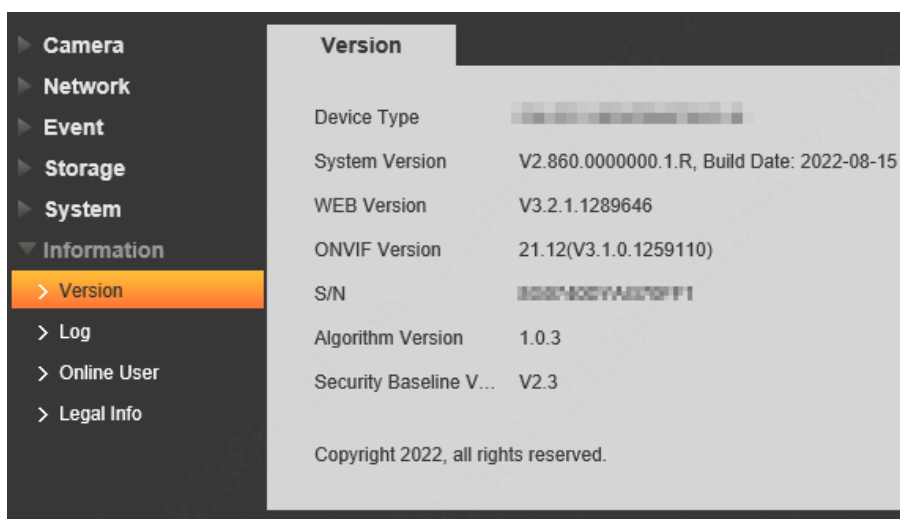 Camera
Network
Event
Storage
System
Information
Version
Log
Online User
Legal Info
Version
Device Type
System Version V2.860.0000000.1.R, Build Date: 2022-08-15
WEB Version V3.2.1.1289646
ONVIF Version 21.12(V3.1.0.1259110)
S/N
Algorithm Version 1.0.3
Security Baseline V... V2.3
Copyright 2022, all rights reserved.